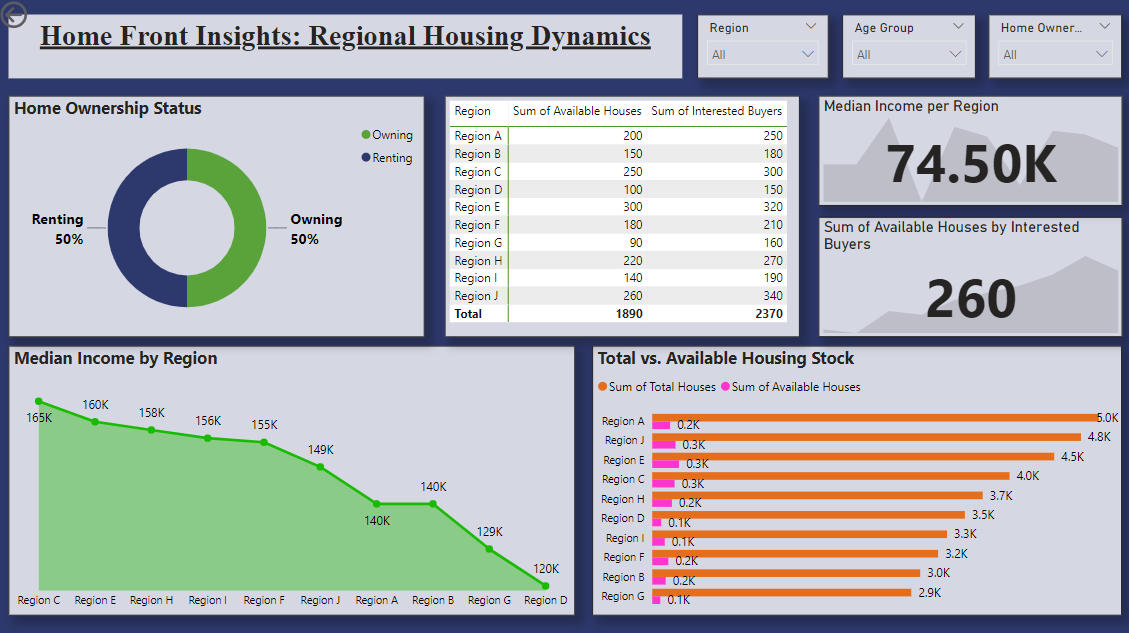 Home Front Insights: Regional Housing Dynamics
Region
All
Age Group
All
Home Owner...
All
Home Ownership Status
Owning
Renting
Renting
50%
Owning
50%
Region Sum of Available Houses Sum of Interested Buyers
Region A 200 250
Region B 150 180
Region C 250 300
Region D 100 150
Region E 300 320
Region F 180 210
Region G 90 160
Region H 220 270
Region I 140 190
Region J 260 340
Total 1890 2370
Median Income per Region
74.50K
Sum of Available Houses by Interested
Buyers
260
Median Income by Region
165K
160K
158K
156K
155K
149K
140K
140K
129K
120K
Region C Region E Region H Region I Region F Region J Region A Region B Region G Region D
Total vs. Available Housing Stock
Sum of Total Houses Sum of Available Houses
Region A 5.0K
0.2K
Region J 4.8K
0.3K
Region E 4.5K
0.3K
Region C 4.0K
0.3K
Region H 3.7K
0.2K
Region D 3.5K
0.1K
Region I 3.3K
0.1K
Region F 3.2K
0.2K
Region B 3.0K
0.2K
Region G 2.9K
0.1K